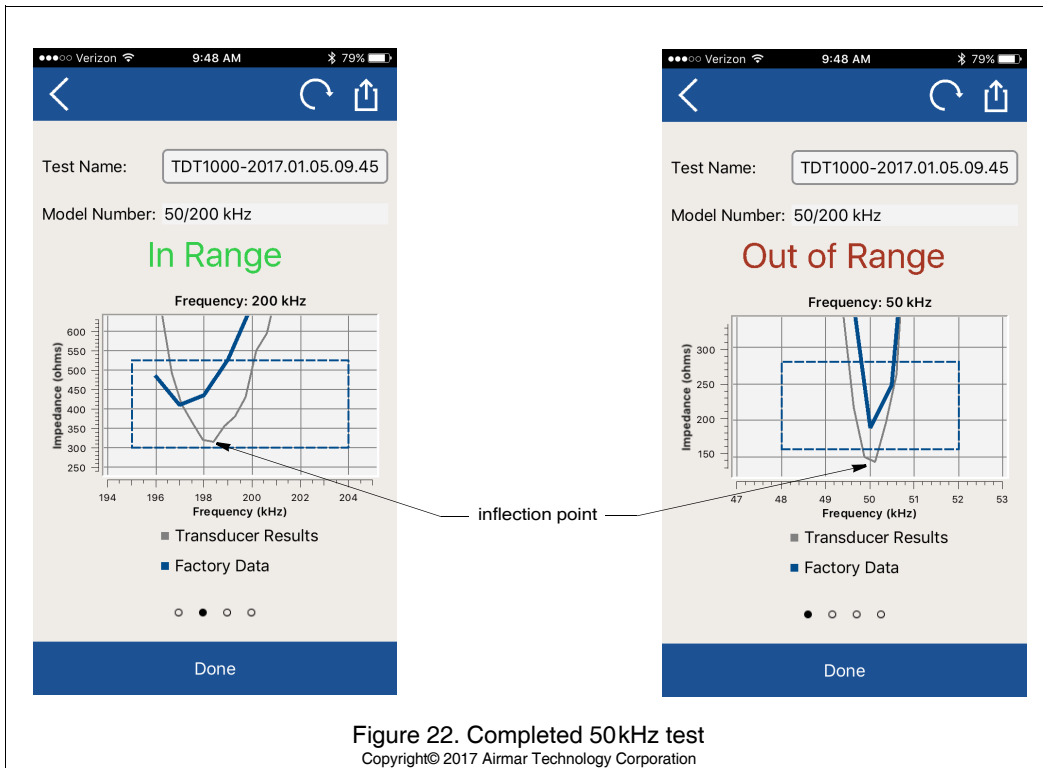 ●●●○○ Verizon 9:48 AM 79%
Test Name: TDT1000-2017.01.05.09.45
Model Number: 50/200 kHz
In Range
Frequency: 200 kHz
Impedance (ohms)
600
550
500
450
400
350
300
250
194 196 198 200 202 204
Frequency (kHz)
Transducer Results
Factory Data
Done
inflection point
●●●○○ Verizon 9:48 AM 79%
Test Name: TDT1000-2017.01.05.09.45
Model Number: 50/200 kHz
Out of Range
Frequency: 50 kHz
Impedance (ohms)
300
250
200
150
47 48 49 50 51 52 53
Frequency (kHz)
Transducer Results
Factory Data
Done
Figure 22. Completed 50kHz test
Copyright© 2017 Airmar Technology Corporation